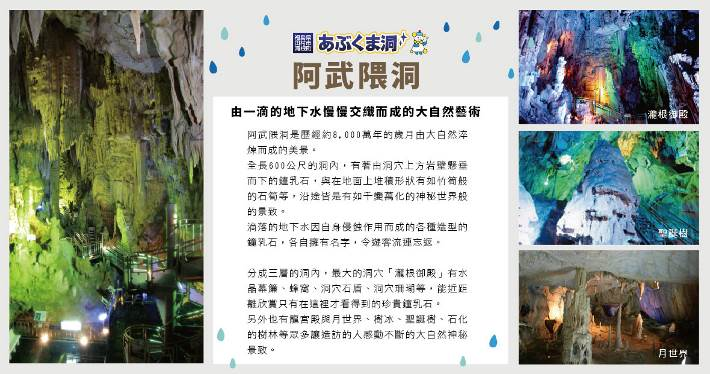 あぶくま洞
阿武隈洞
由一滴的地下水慢慢交織而成的大自然藝術
阿武隈洞是歷經約8,000萬年的歲月由大自然淬
煉而成的美景。
全長600公尺的洞內，有著由洞穴上方岩壁懸垂
而下的鐘乳石，與在地面上堆積形狀有如竹筍般
的石筍等，沿途皆是有如千變萬化的神秘世界般
的景致。
滴落的地下水因自身侵蝕作用而成的各種造型的
鐘乳石，各自擁有名字，令遊客流連忘返。
分成三層的洞內，最大的洞穴「瀧根御殿」有水
晶幕簾、蜂窩、洞穴石盾、洞穴珊瑚等，能近距
離欣賞只有在這裡才看得到的珍貴鐘乳石。
另外也有龍宮殿與月世界、樹冰、聖誕樹、石化
的樹林等眾多讓造訪的人感動不斷的大自然神秘
景致。
瀧根御殿
聖誕樹
月世界